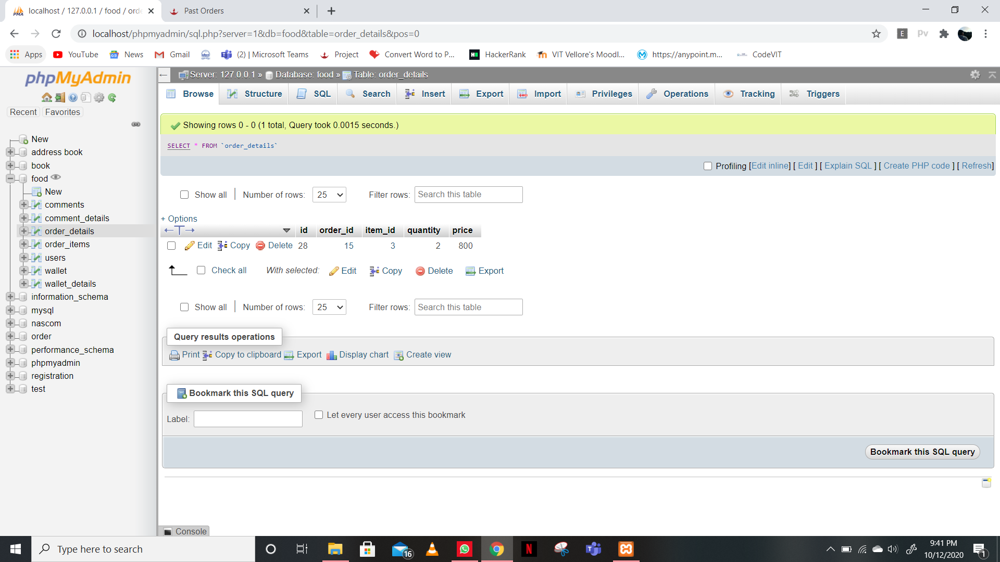 localhost / 127.0.0.1 / food / orde
Past Orders
localhost/phpmyadmin/sql.php?server=1&db=food&table=order_details&pos=0
E
Pv
Apps
YouTube
News
Gmail
(2) | Microsoft Teams
Project
Convert Word to P...
HackerRank
VIT Vellore's Moodl...
https://anypoint.m...
CodeVIT
phpMyAdmin
Recent
Favorites
New
address book
book
food
New
comments
comment_details
order_details
order_items
users
wallet
wallet_details
information_schema
mysql
nascom
order
performance_schema
phpmyadmin
registration
test
Server: 127.0.0.1 » Database: food » Table: order_details
Browse Structure SQL Search Insert Export Import Privileges Operations Tracking Triggers
Showing rows 0 - 0 (1 total, Query took 0.0015 seconds.)
SELECT * FROM `order_details`
Profiling [Edit inline] [ Edit ] [ Explain SQL ] [ Create PHP code ] [ Refresh]
Show all Number of rows: 25 Filter rows: Search this table
+ Options
←T→ id order_id item_id quantity price
Edit Copy Delete 28 15 3 2 800
Check all With selected: Edit Copy Delete Export
Show all Number of rows: 25 Filter rows: Search this table
Query results operations
Print Copy to clipboard Export Display chart Create view
Bookmark this SQL query
Label: Let every user access this bookmark
Bookmark this SQL query
Console
Type here to search
16
N
9:41 PM
10/12/2020
1